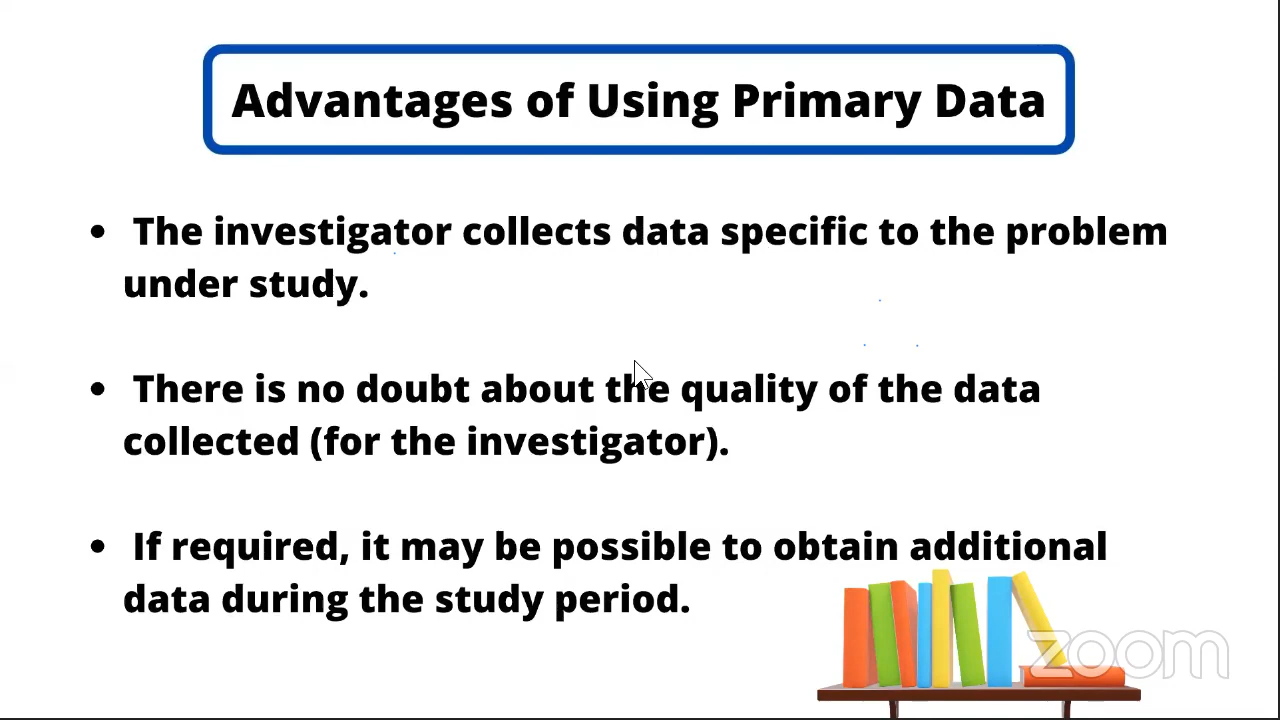 Advantages of Using Primary Data
• The investigator collects data specific to the problem
under study.
• There is no doubt about the quality of the data
collected (for the investigator).
• If required, it may be possible to obtain additional
data during the study period.
zoom